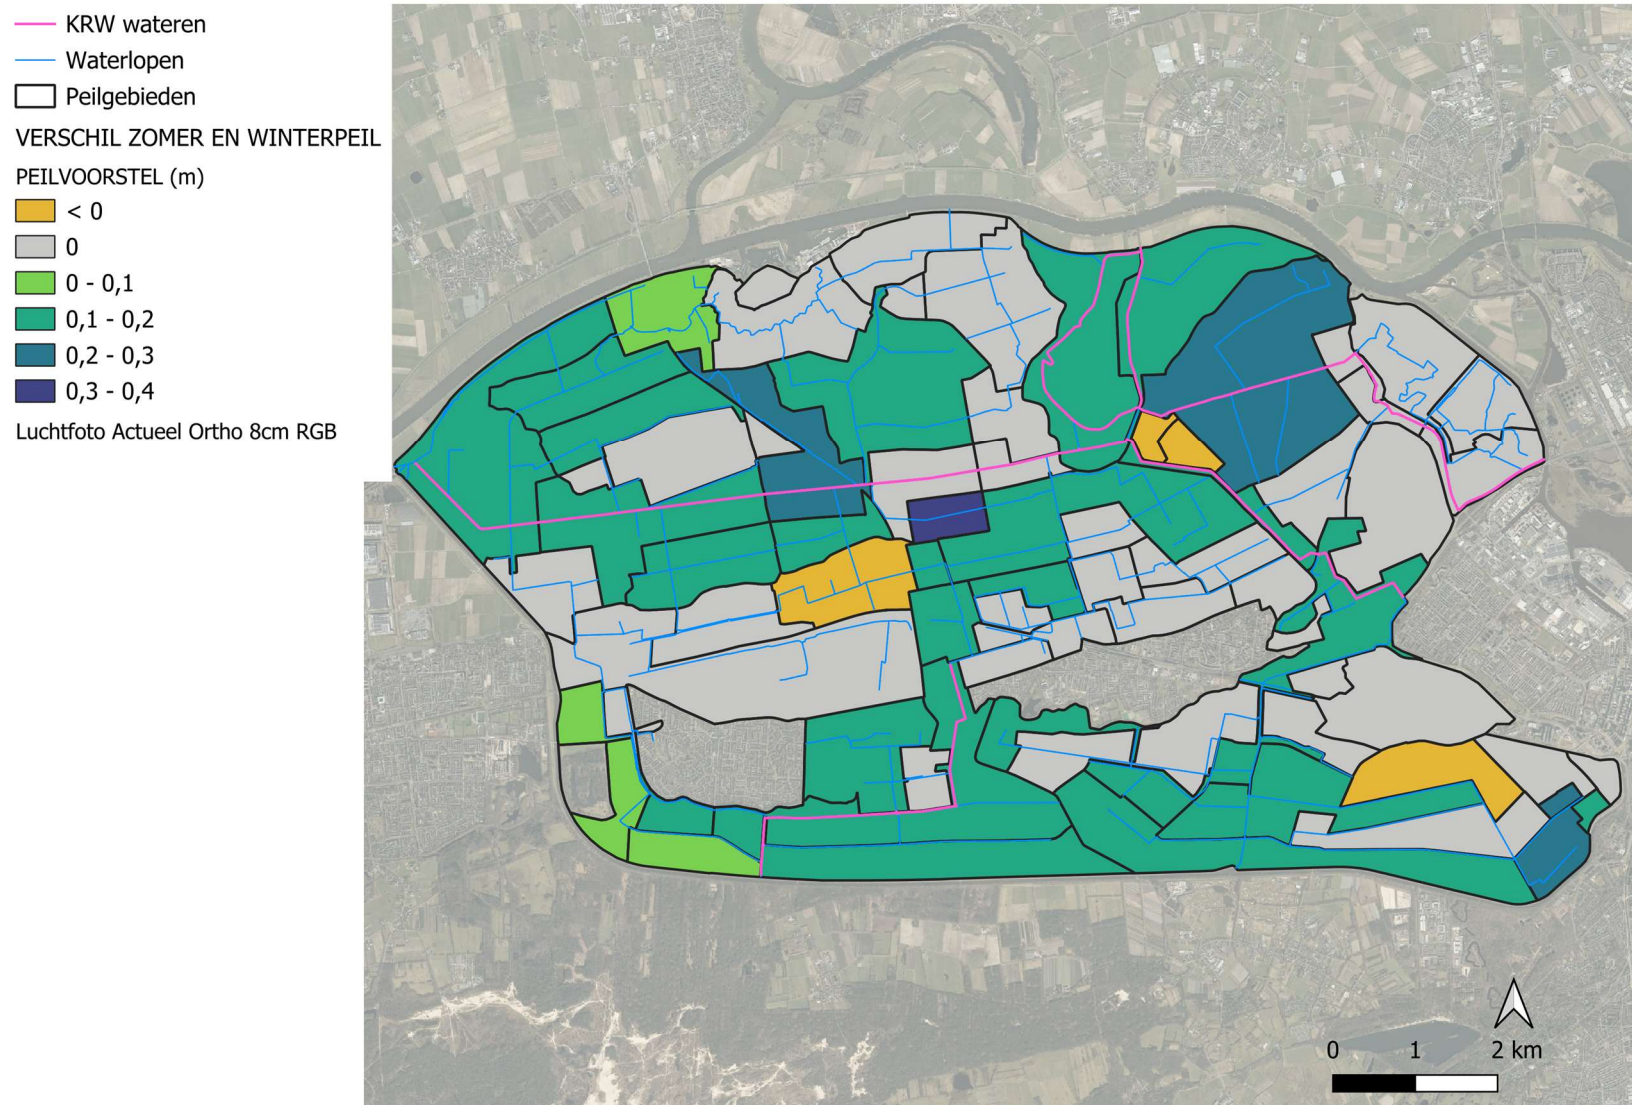 KRW wateren
Waterlopen
Peilgebieden
VERSCHIL ZOMER EN WINTERPEIL
PEILVOORSTEL (m)
< 0
0
0 - 0,1
0,1 - 0,2
0,2 - 0,3
0,3 - 0,4
Luchtfoto Actueel Ortho 8cm RGB
0 1 2 km